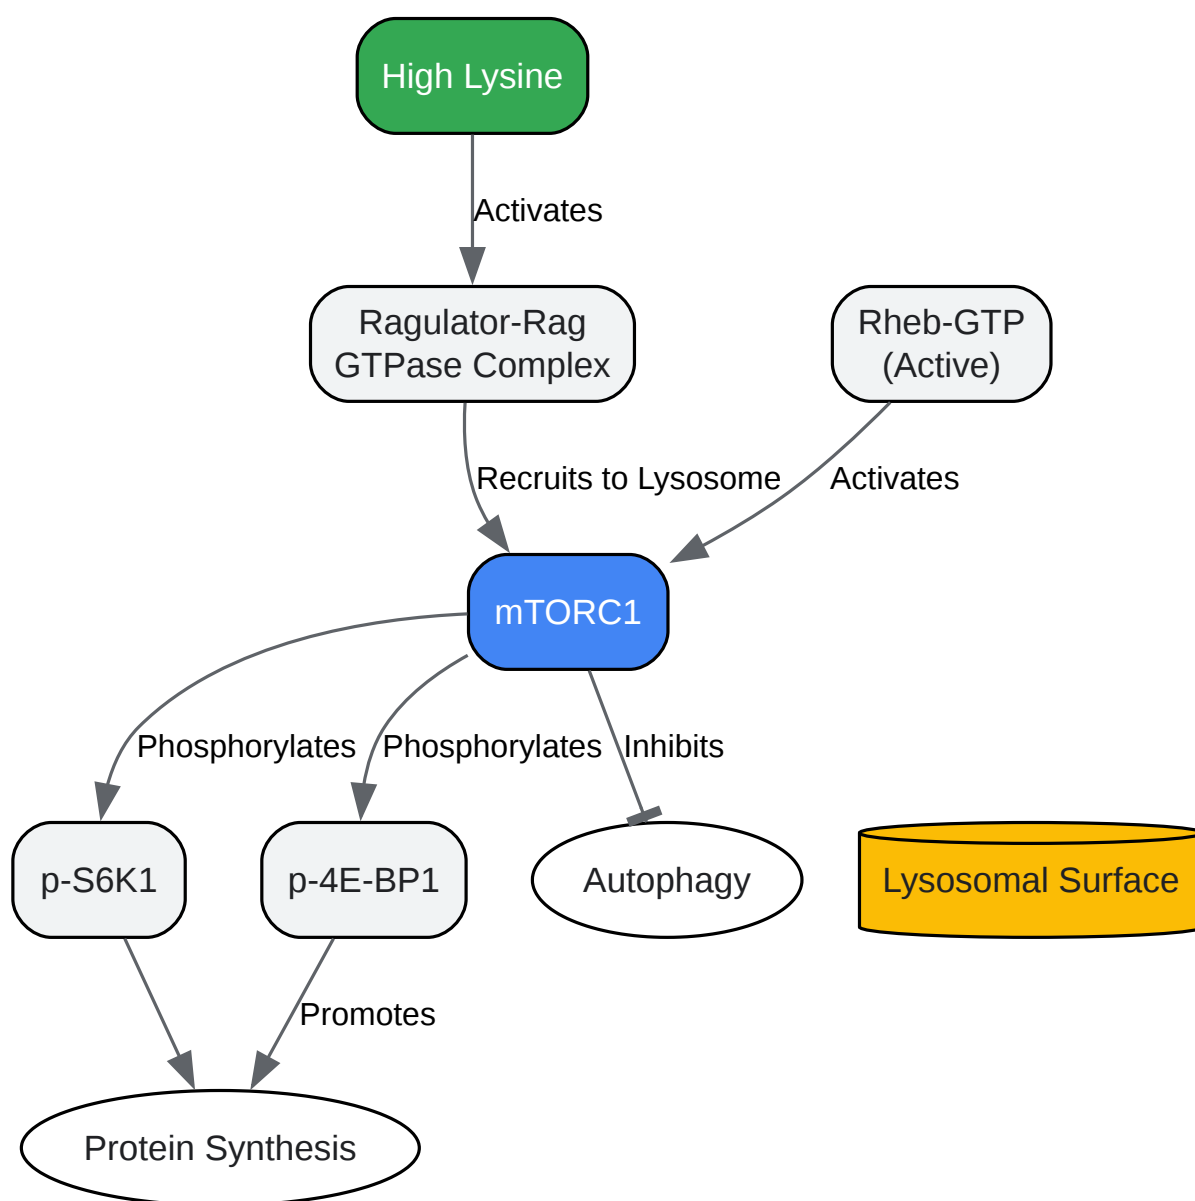 High Lysine
Activates
Ragulator-Rag
GTPase Complex
Rheb-GTP
(Active)
Recruits to Lysosome
Activates
mTORC1
Phosphorylates
Phosphorylates
Inhibits
p-S6K1
p-4E-BP1
Autophagy
Lysosomal Surface
Promotes
Protein Synthesis